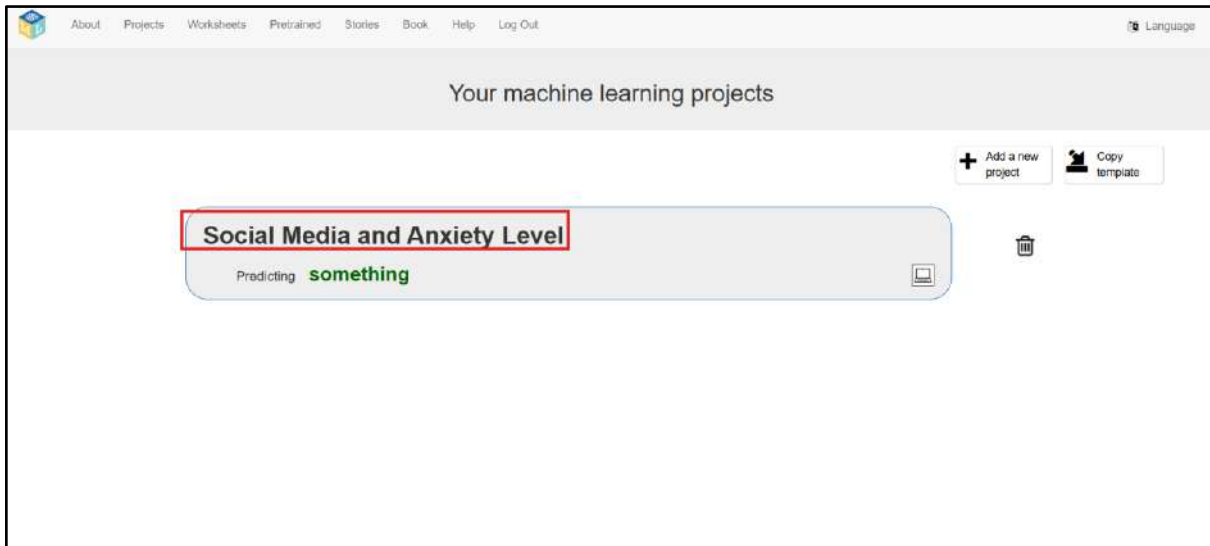 About Projects Worksheets Pretrained Stories Book Help Log Out Language
Your machine learning projects
Add a new project
Copy template
Social Media and Anxiety Level
Predicting something